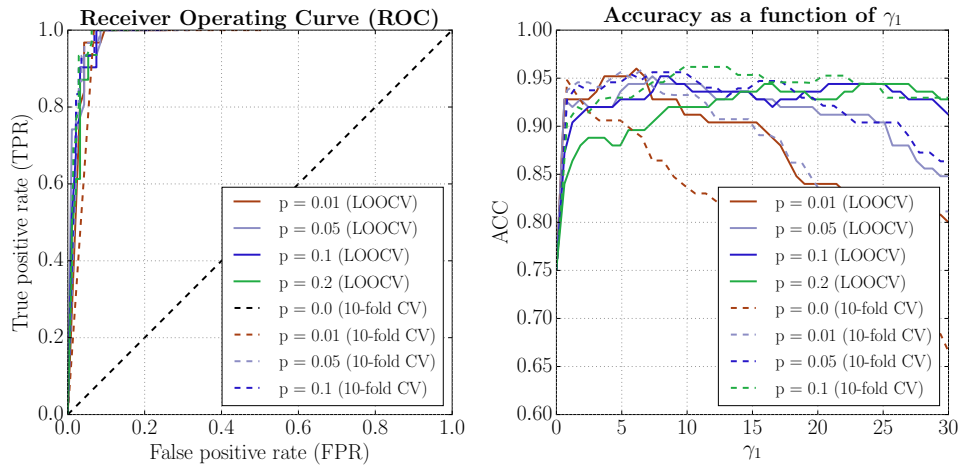 Receiver Operating Curve (ROC)
1.0
0.8
0.6
0.4
0.2
0.0
0.0 0.2 0.4 0.6 0.8 1.0
True positive rate (TPR)
False positive rate (FPR)
p = 0.01 (LOOCV)
p = 0.05 (LOOCV)
p = 0.1 (LOOCV)
p = 0.2 (LOOCV)
p = 0.0 (10-fold CV)
p = 0.01 (10-fold CV)
p = 0.05 (10-fold CV)
p = 0.1 (10-fold CV)
Accuracy as a function of γ₁
1.00
0.95
0.90
0.85
0.80
0.75
0.70
0.65
0.60
0 5 10 15 20 25 30
ACC
γ₁
p = 0.01 (LOOCV)
p = 0.05 (LOOCV)
p = 0.1 (LOOCV)
p = 0.2 (LOOCV)
p = 0.0 (10-fold CV)
p = 0.01 (10-fold CV)
p = 0.05 (10-fold CV)
p = 0.1 (10-fold CV)